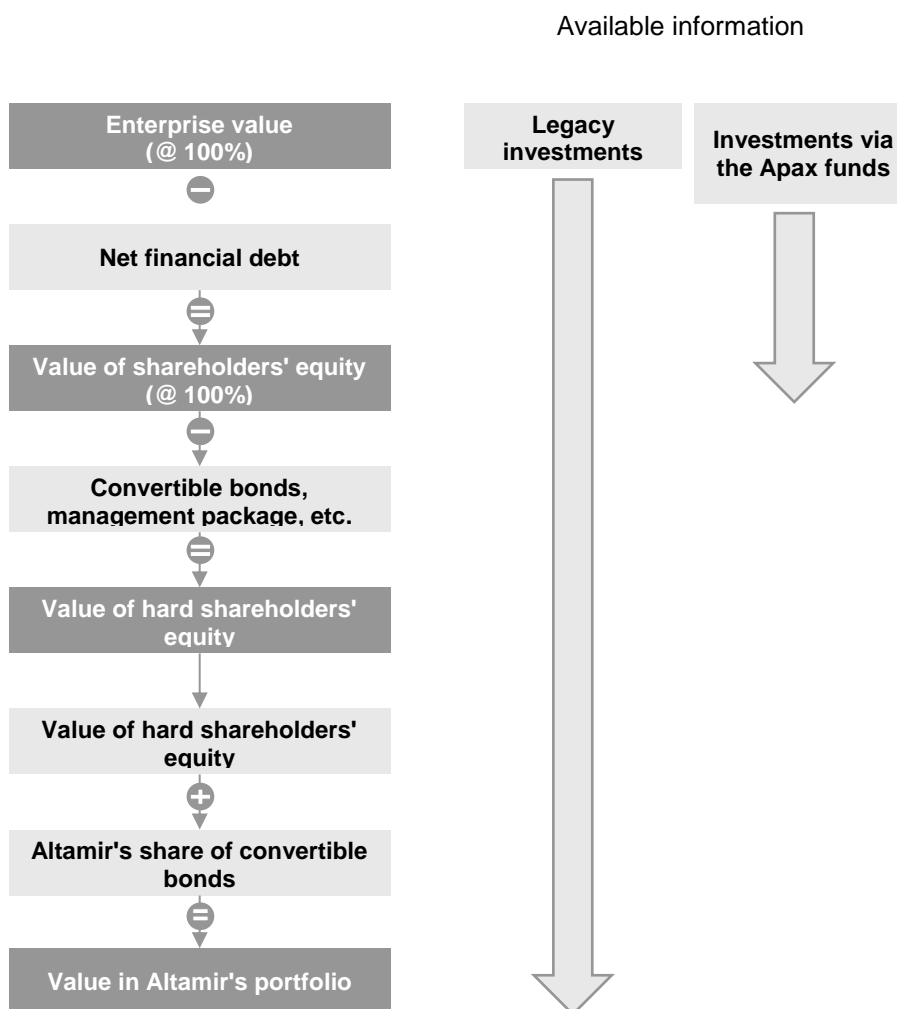 Available information
Enterprise value
(@ 100%)
Legacy
investments
Investments via
the Apax funds
Net financial debt
Value of shareholders' equity
(@ 100%)
Convertible bonds,
management package, etc.
Value of hard shareholders'
equity
Value of hard shareholders'
equity
Altamir's share of convertible
bonds
Value in Altamir's portfolio